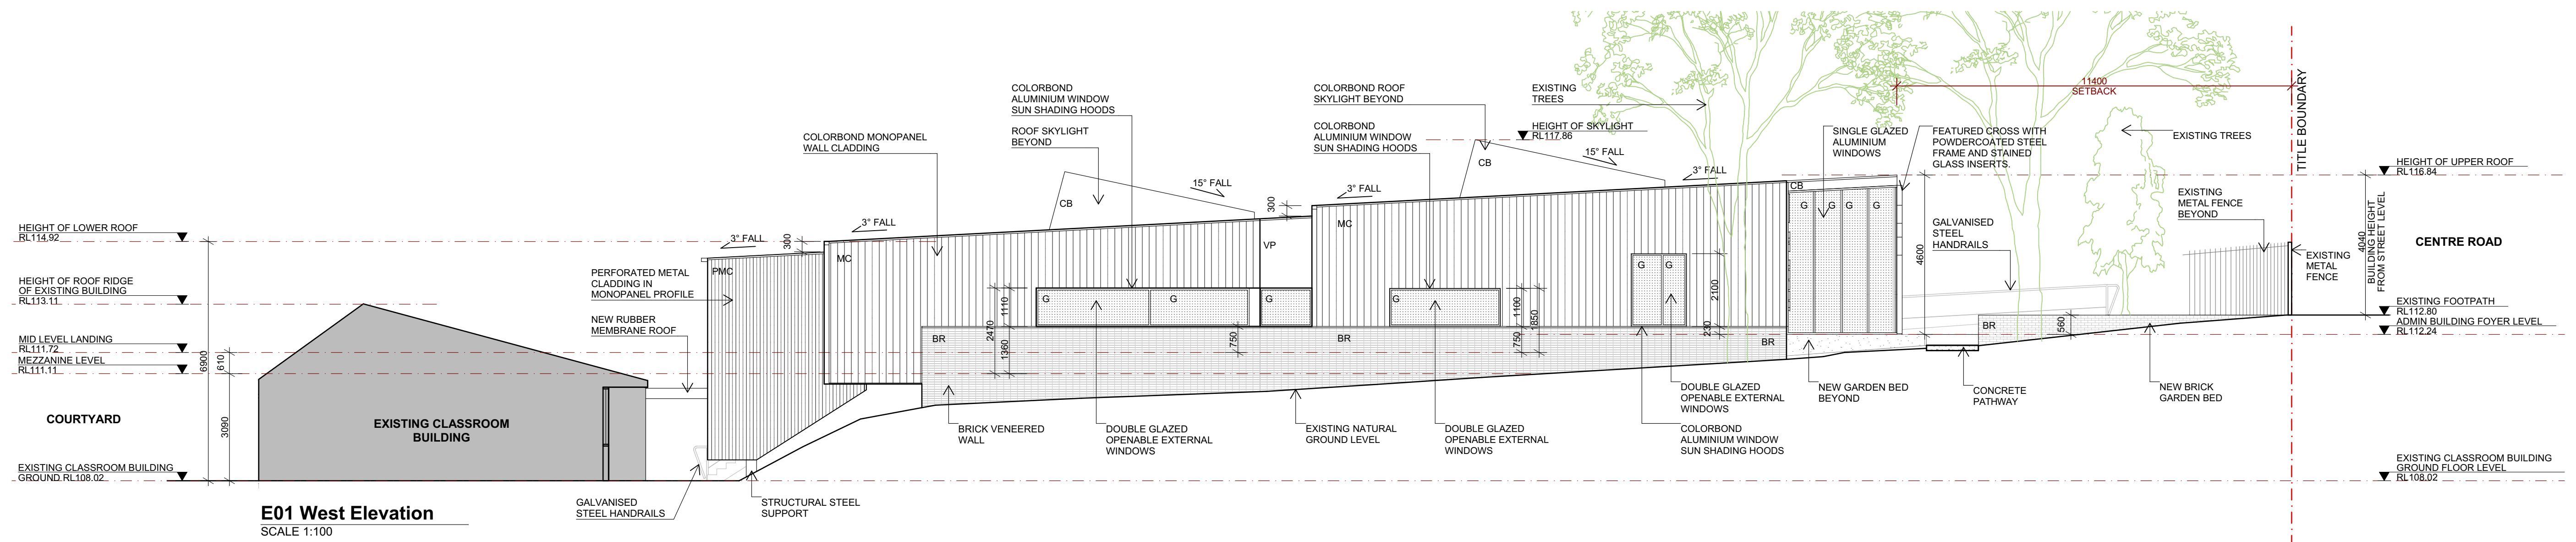 HEIGHT OF LOWER ROOF
RL114.92
HEIGHT OF ROOF RIDGE
OF EXISTING BUILDING
RL113.11
MID LEVEL LANDING
RL111.72
MEZZANINE LEVEL
RL111.11
COURTYARD
EXISTING CLASSROOM BUILDING
GROUND RL108.02
6900
610
3090
EXISTING CLASSROOM
BUILDING
E01 West Elevation
SCALE 1:100
PERFORATED METAL
CLADDING IN
MONOPANEL PROFILE
NEW RUBBER
MEMBRANE ROOF
GALVANISED
STEEL HANDRAILS
STRUCTURAL STEEL
SUPPORT
PMC
3° FALL
300
COLORBOND MONOPANEL
WALL CLADDING
3° FALL
MC
COLORBOND
ALUMINIUM WINDOW
SUN SHADING HOODS
ROOF SKYLIGHT
BEYOND
CB
15° FALL
300
VP
BR
2470
1110
1360
G
G
G
750
BRICK VENEERED
WALL
DOUBLE GLAZED
OPENABLE EXTERNAL
WINDOWS
EXISTING NATURAL
GROUND LEVEL
COLORBOND ROOF
SKYLIGHT BEYOND
COLORBOND
ALUMINIUM WINDOW
SUN SHADING HOODS
3° FALL
MC
CB
HEIGHT OF SKYLIGHT
RL117.86
15° FALL
3° FALL
EXISTING
TREES
G
BR
1100
1850
750
DOUBLE GLAZED
OPENABLE EXTERNAL
WINDOWS
G
G
2100
230
BR
DOUBLE GLAZED
OPENABLE EXTERNAL
WINDOWS
COLORBOND
ALUMINIUM WINDOW
SUN SHADING HOODS
CB
G
G
G
G
SINGLE GLAZED
ALUMINIUM
WINDOWS
FEATURED CROSS WITH
POWDERCOATED STEEL
FRAME AND STAINED
GLASS INSERTS.
4600
GALVANISED
STEEL
HANDRAILS
NEW GARDEN BED
BEYOND
CONCRETE
PATHWAY
BR
560
NEW BRICK
GARDEN BED
11400
SETBACK
EXISTING TREES
EXISTING
METAL FENCE
BEYOND
TITLE BOUNDARY
EXISTING
METAL
FENCE
4040
BUILDING HEIGHT
FROM STREET LEVEL
HEIGHT OF UPPER ROOF
RL116.84
CENTRE ROAD
EXISTING FOOTPATH
RL112.80
ADMIN BUILDING FOYER LEVEL
RL112.24
EXISTING CLASSROOM BUILDING
GROUND FLOOR LEVEL
RL108.02